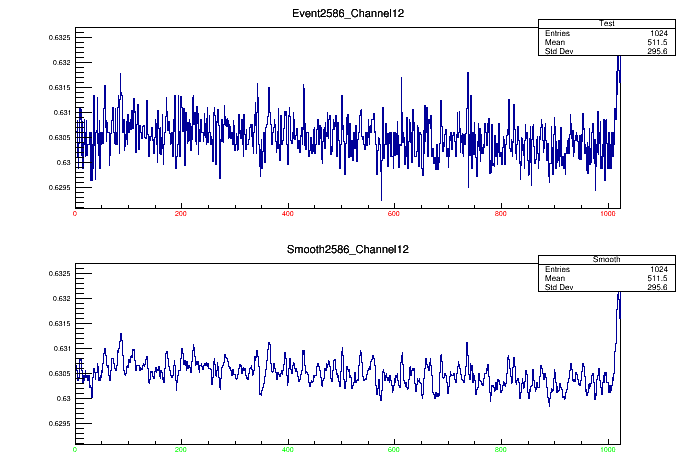 Event2586_Channel12
Test
Entries 1024
Mean 511.5
Std Dev 295.6
0.6325
0.632
0.6315
0.631
0.6305
0.63
0.6295
0 200 400 600 800 1000
Smooth2586_Channel12
Smooth
Entries 1024
Mean 511.5
Std Dev 295.6
0.6325
0.632
0.6315
0.631
0.6305
0.63
0.6295
0 200 400 600 800 1000